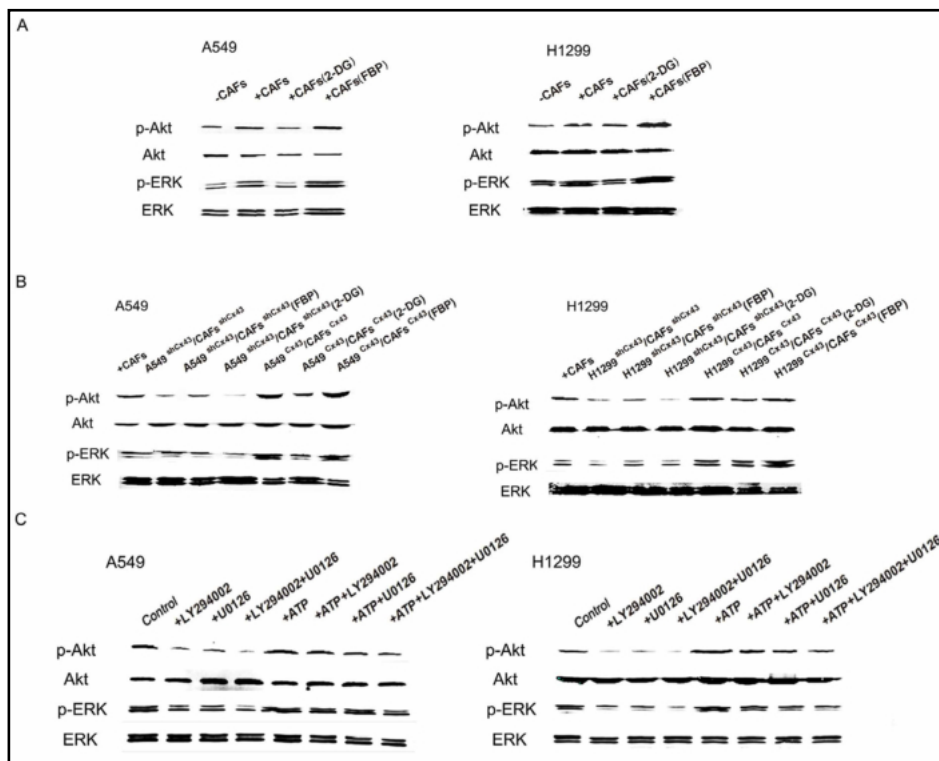 A
A549
-CAFs
+CAFs
+CAFs(2-DG)
+CAFs(FBP)
p-Akt
Akt
p-ERK
ERK
H1299
-CAFs
+CAFs
+CAFs(2-DG)
+CAFs(FBP)
p-Akt
Akt
p-ERK
ERK
B
A549
+CAFs
A549 shCx43/CAFs shCx43
A549 shCx43/CAFs shCx43(FBP)
A549 shCx43/CAFs shCx43(2-DG)
A549 Cx43/CAFs Cx43
A549 Cx43/CAFs Cx43(2-DG)
A549 Cx43/CAFs Cx43(FBP)
p-Akt
Akt
p-ERK
ERK
H1299
+CAFs
H1299 shCx43/CAFs shCx43
H1299 shCx43/CAFs shCx43(FBP)
H1299 shCx43/CAFs shCx43(2-DG)
H1299 Cx43/CAFs Cx43
H1299 Cx43/CAFs Cx43(2-DG)
H1299 Cx43/CAFs Cx43(FBP)
p-Akt
Akt
p-ERK
ERK
C
A549
Control
+LY294002
+U0126
+LY294002+U0126
+ATP
+ATP+LY294002
+ATP+U0126
+ATP+LY294002+U0126
p-Akt
Akt
p-ERK
ERK
H1299
Control
+LY294002
+U0126
+LY294002+U0126
+ATP
+ATP+LY294002
+ATP+U0126
+ATP+LY294002+U0126
p-Akt
Akt
p-ERK
ERK